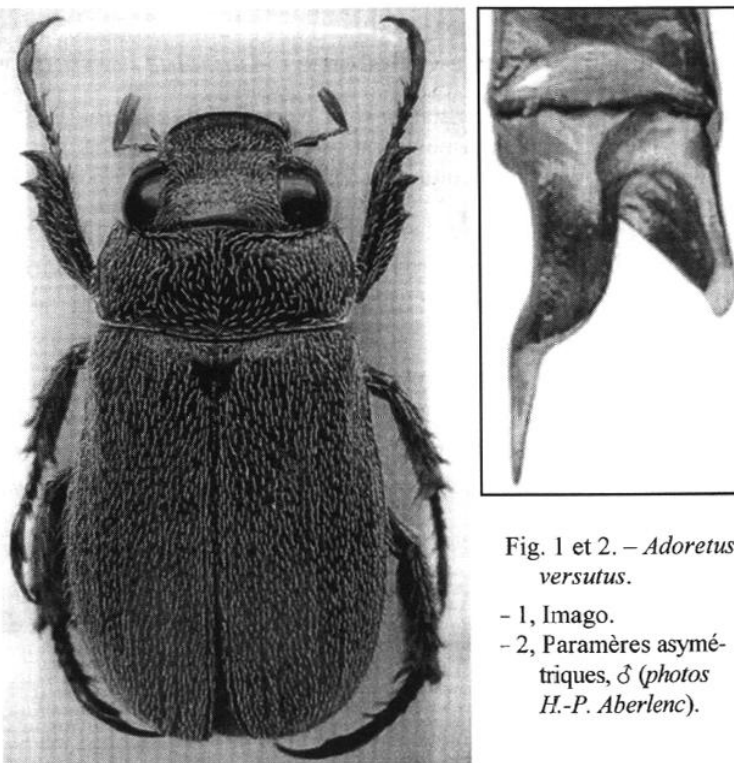 Fig. 1 et 2. – Adoretus
versutus.
- 1, Imago.
- 2, Paramères asymé-
triques, ♂ (photos
H.-P. Aberlenc).